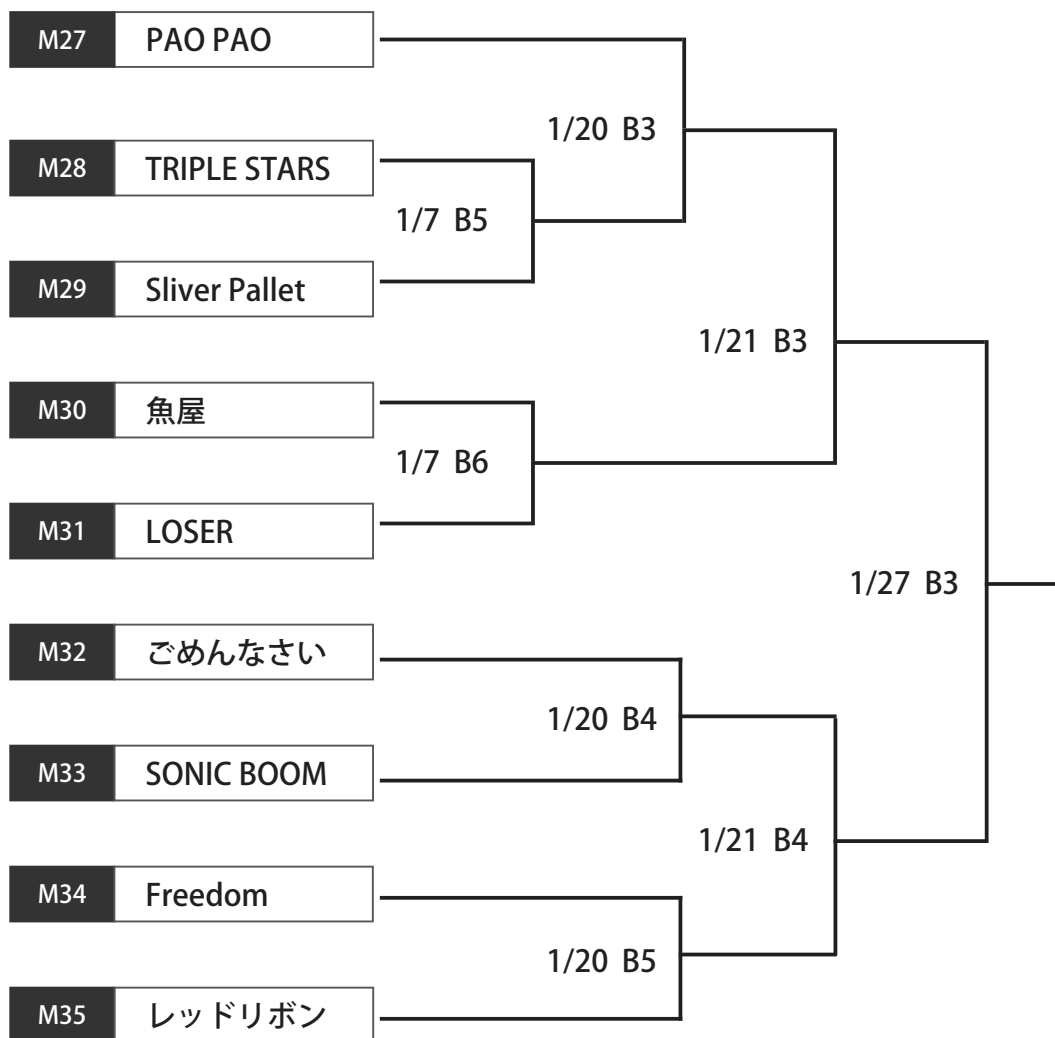 M27 PAO PAO
1/20 B3
M28 TRIPLE STARS
1/7 B5
M29 Sliver Pallet
1/21 B3
M30 魚屋
1/7 B6
M31 LOSER
1/27 B3
M32 ごめんなさい
1/20 B4
M33 SONIC BOOM
1/21 B4
M34 Freedom
1/20 B5
M35 レッドリボン